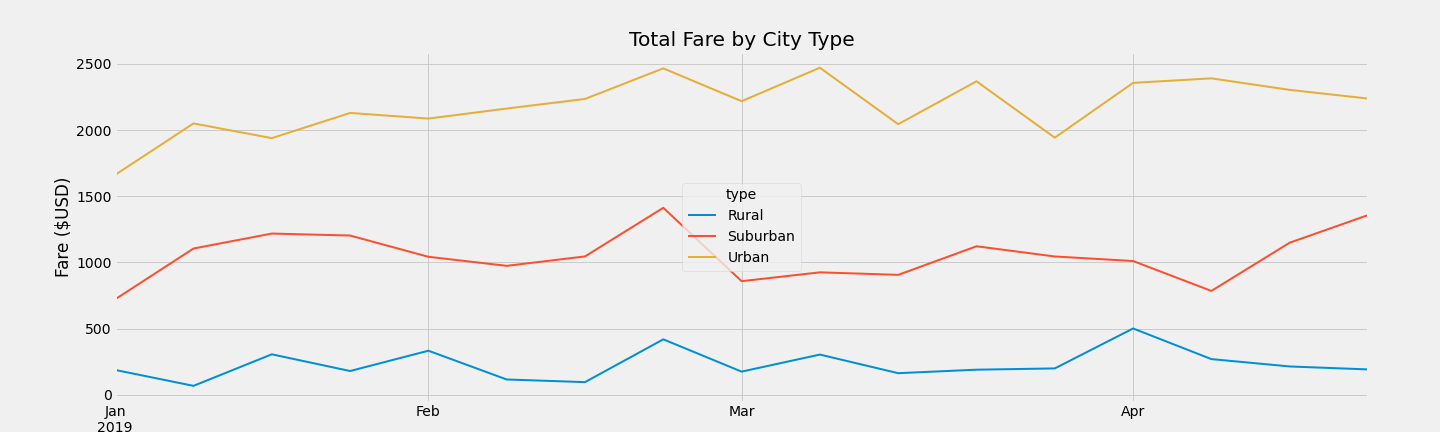 Total Fare by City Type
Fare ($USD)
2500
2000
1500
1000
500
0
type
Rural
Suburban
Urban
Jan
2019
Feb
Mar
Apr